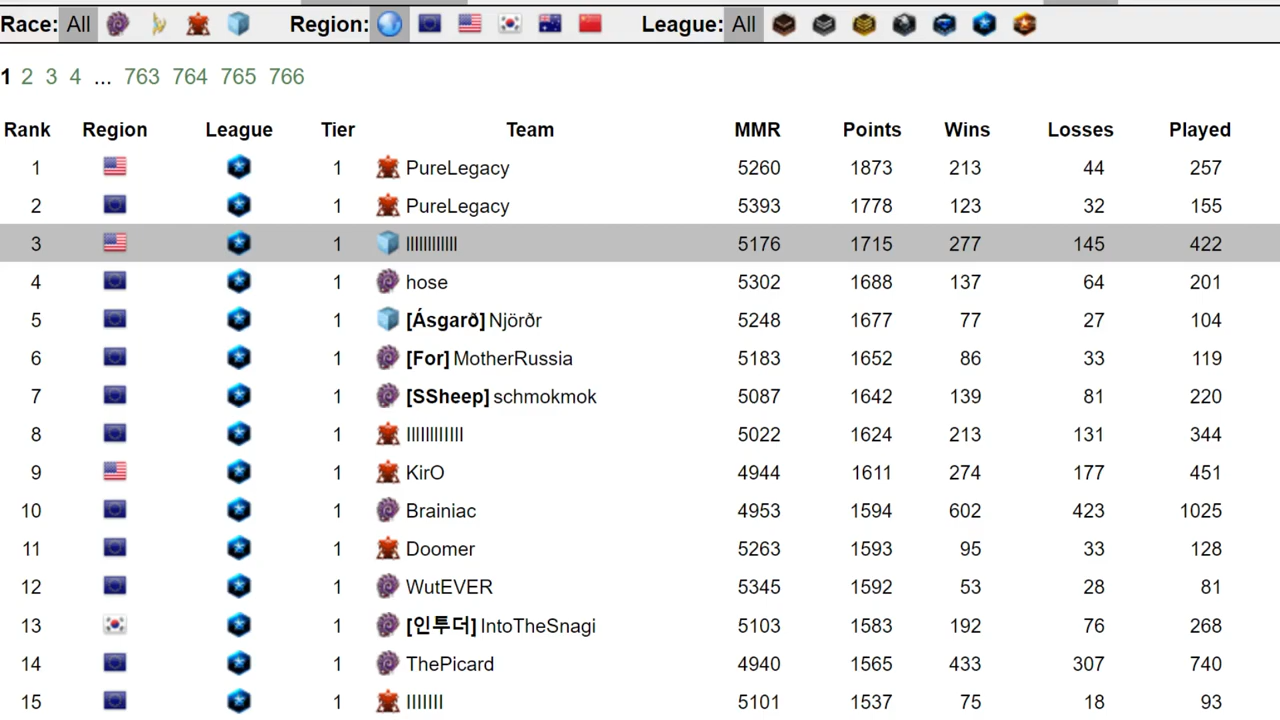 Race: All Region: League: All
1 2 3 4 ... 763 764 765 766
Rank Region League Tier Team MMR Points Wins Losses Played
1 1 PureLegacy 5260 1873 213 44 257
2 1 PureLegacy 5393 1778 123 32 155
3 1 llllllllllll 5176 1715 277 145 422
4 1 hose 5302 1688 137 64 201
5 1 [Ásgarð] Njörðr 5248 1677 77 27 104
6 1 [For] MotherRussia 5183 1652 86 33 119
7 1 [SSheep] schmokmok 5087 1642 139 81 220
8 1 IIIIIIIIIIII 5022 1624 213 131 344
9 1 KirO 4944 1611 274 177 451
10 1 Brainiac 4953 1594 602 423 1025
11 1 Doomer 5263 1593 95 33 128
12 1 WutEVER 5345 1592 53 28 81
13 1 [인투더] IntoTheSnagi 5103 1583 192 76 268
14 1 ThePicard 4940 1565 433 307 740
15 1 IIIIIII 5101 1537 75 18 93